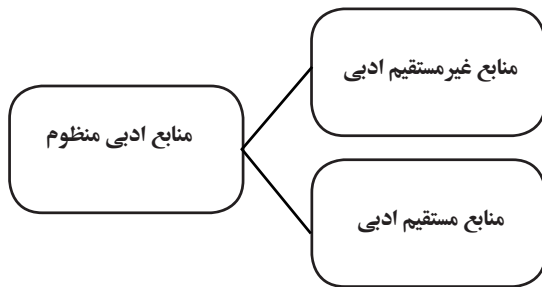 منابع غیرمستقیم ادبی
منابع ادبی منظوم
منابع مستقیم ادبی